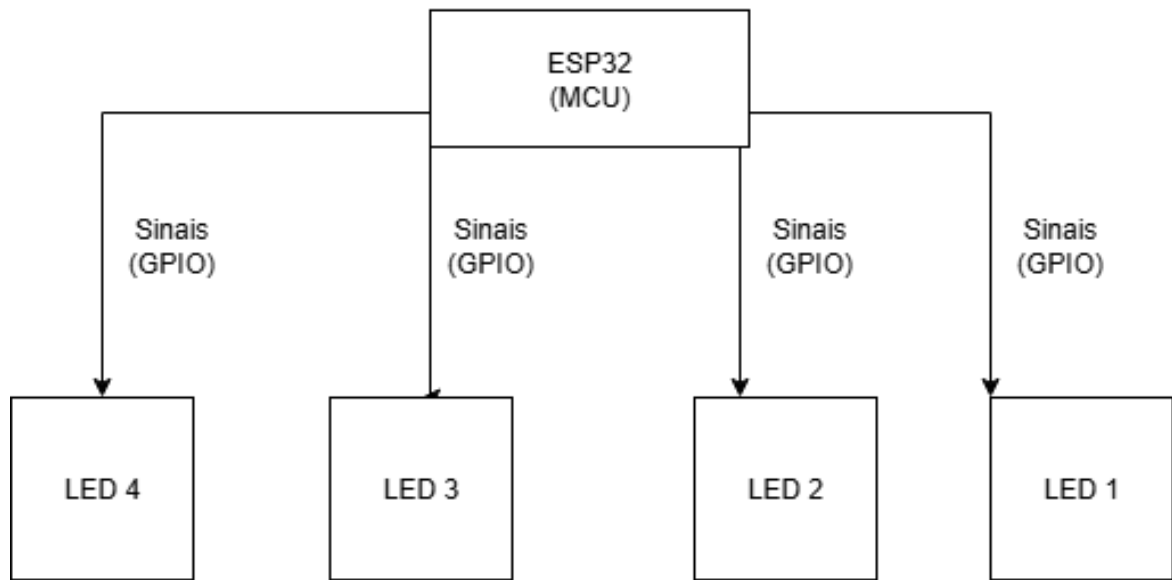 ESP32
(MCU)
Sinais
(GPIO)
Sinais
(GPIO)
Sinais
(GPIO)
Sinais
(GPIO)
LED 4
LED 3
LED 2
LED 1